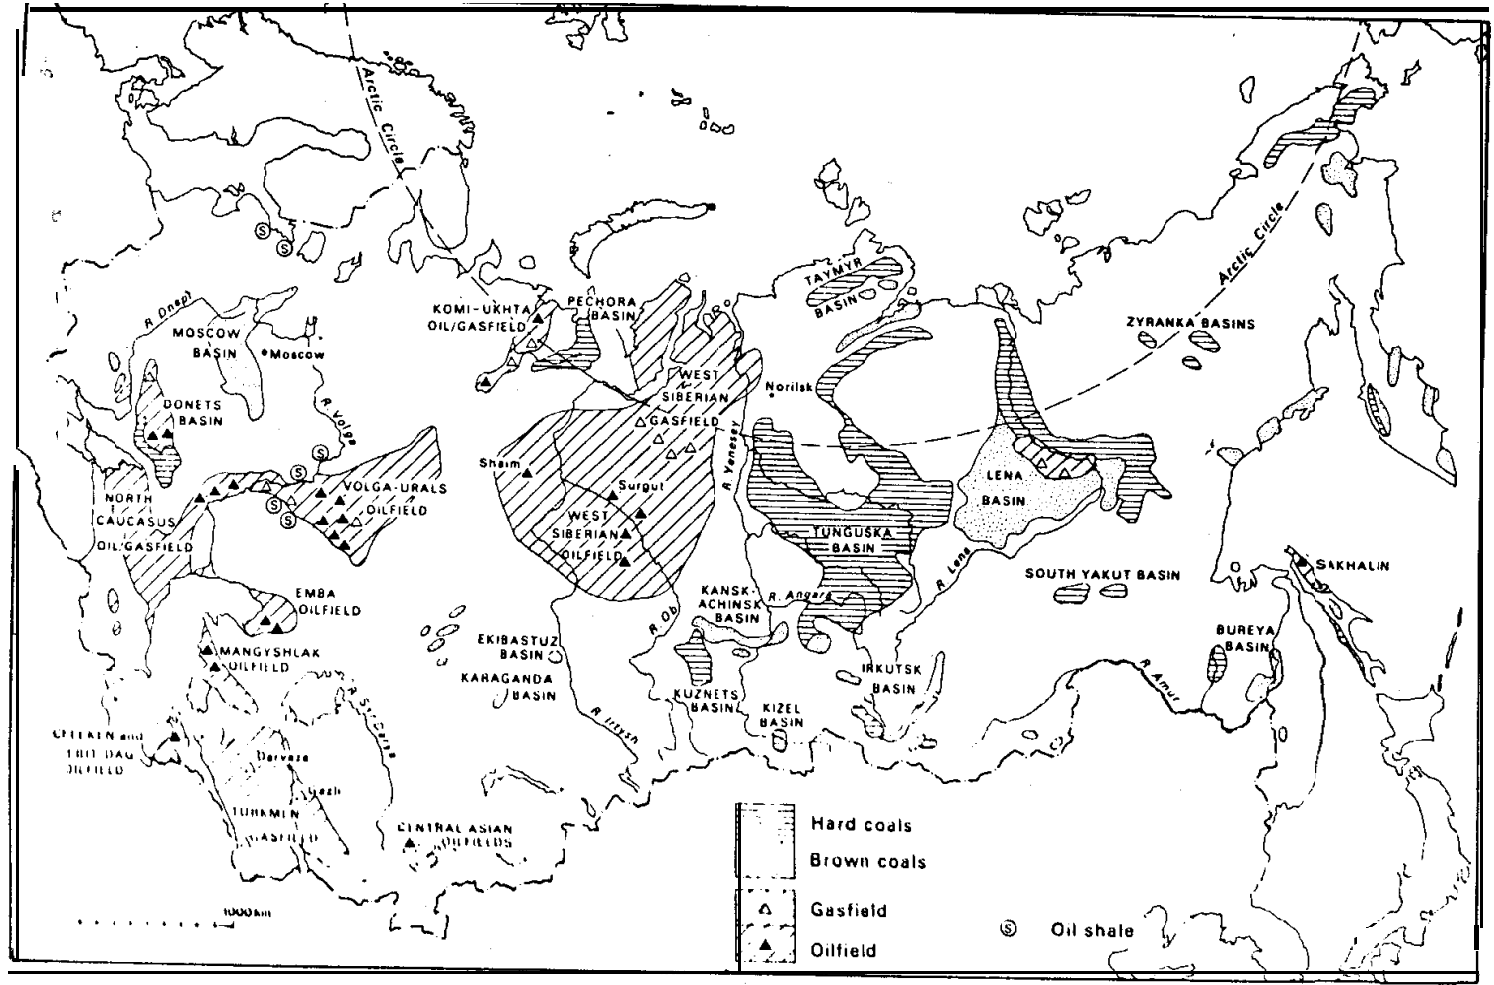 Arctic Circle
Arctic Circle
KOMI-UKHTA
OIL/GASFIELD
PECHORA
BASIN
TAYMYR
BASIN
ZYRANKA BASINS
R Dnepr
MOSCOW
BASIN
Moscow
WEST
SIBERIAN
GASFIELD
Norilsk
DONETS
BASIN
R Volga
R Yenesey
Shaim
Surgut
WEST
SIBERIAN
OILFIELD
VOLGA-URALS
OILFIELD
NORTH
CAUCASUS
OIL/GASFIELD
LENA
BASIN
TUNGUSKA
BASIN
R Lena
SOUTH YAKUT BASIN
SAKHALIN
EMBA
OILFIELD
KANSK-
ACHINSK
BASIN
R. Angara
R. Ob
MANGYSHLAK
OILFIELD
EKIBASTUZ
BASIN
KARAGANDA
BASIN
KUZNETS
BASIN
KIZEL
BASIN
IRKUTSK
BASIN
BUREYA
BASIN
R Amur
R Irtysh
R Syr Darya
and
OILFIELD
Darvaza
Gazli
TURKMEN
GASFIELD
CENTRAL ASIAN
OILFIELDS
1000km
Hard coals
Brown coals
Gasfield
Oilfield
S Oil shale
S
S
S
S
S
S